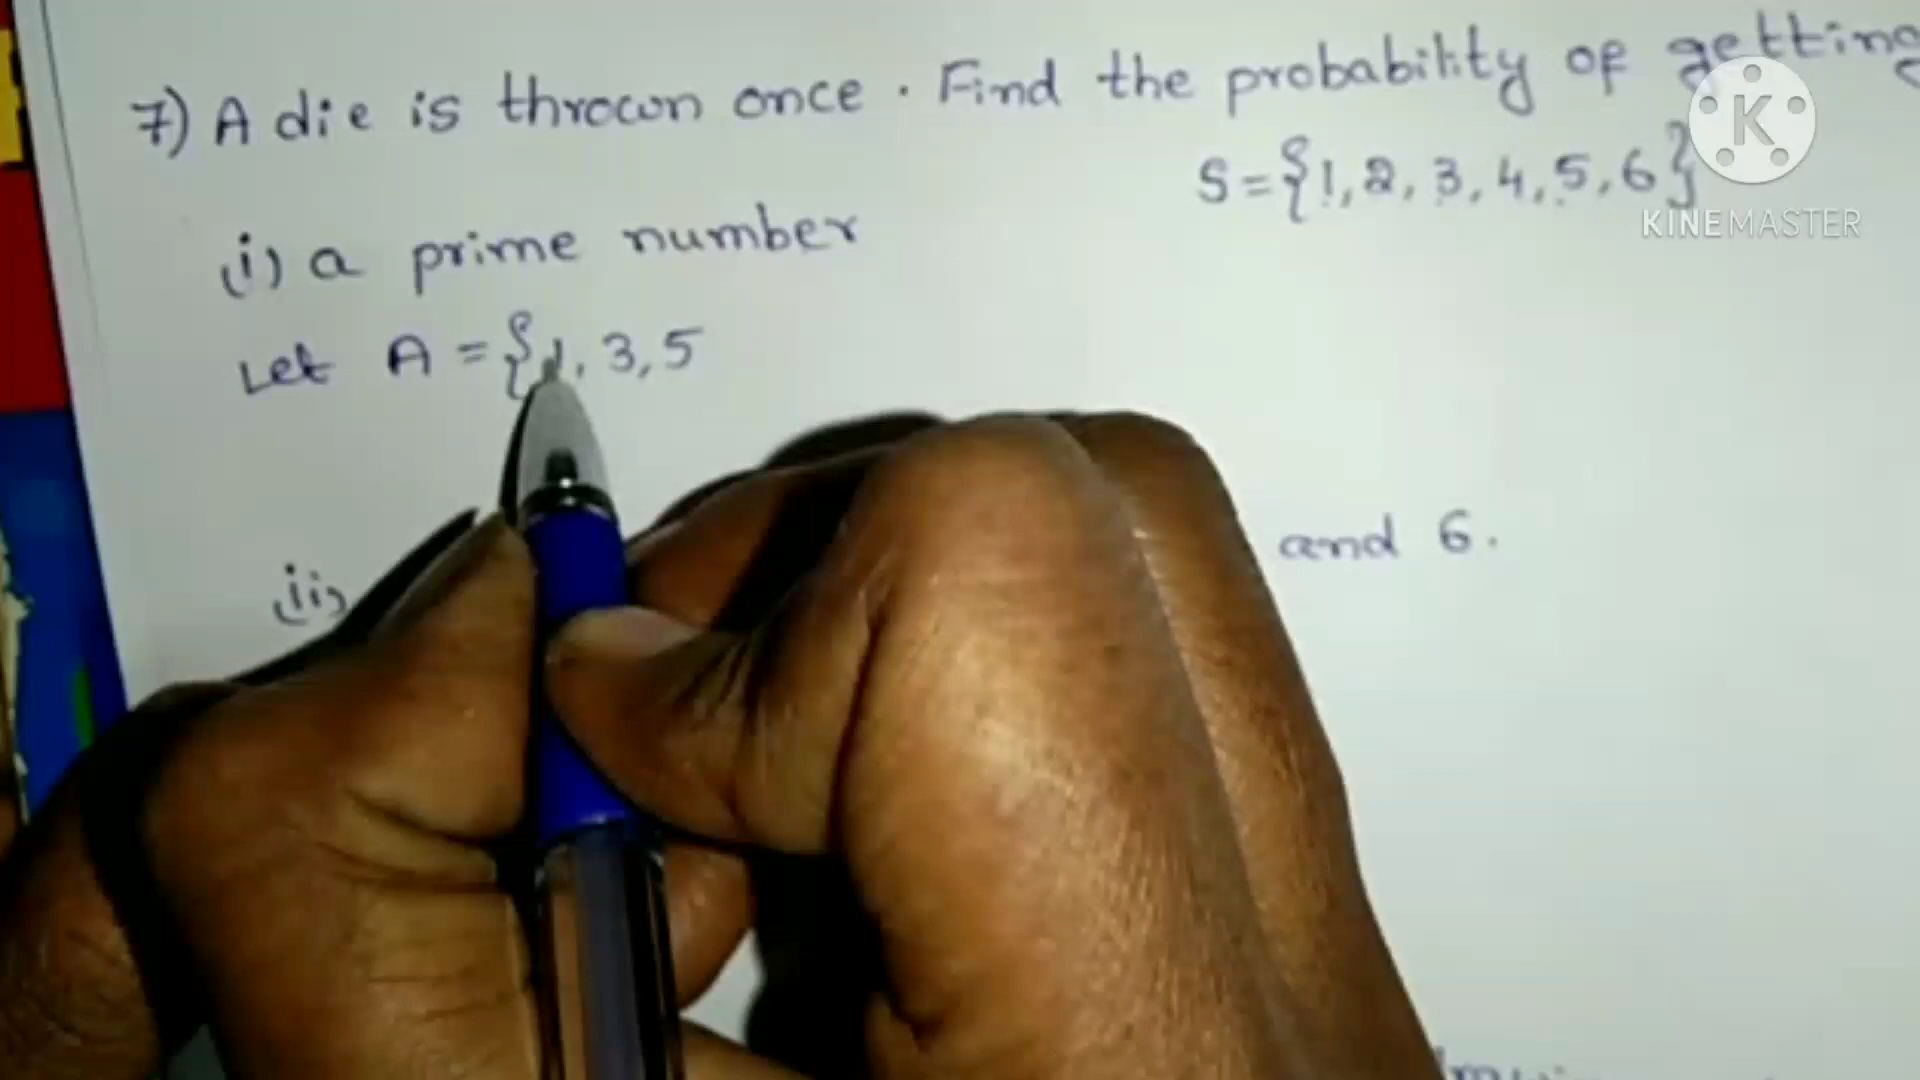 7) A die is thrown once. Find the probability of getting
S={1,2,3,4,5,6}
KINEMASTER
(i) a prime number
Let A={1,3,5
(ii) and 6.